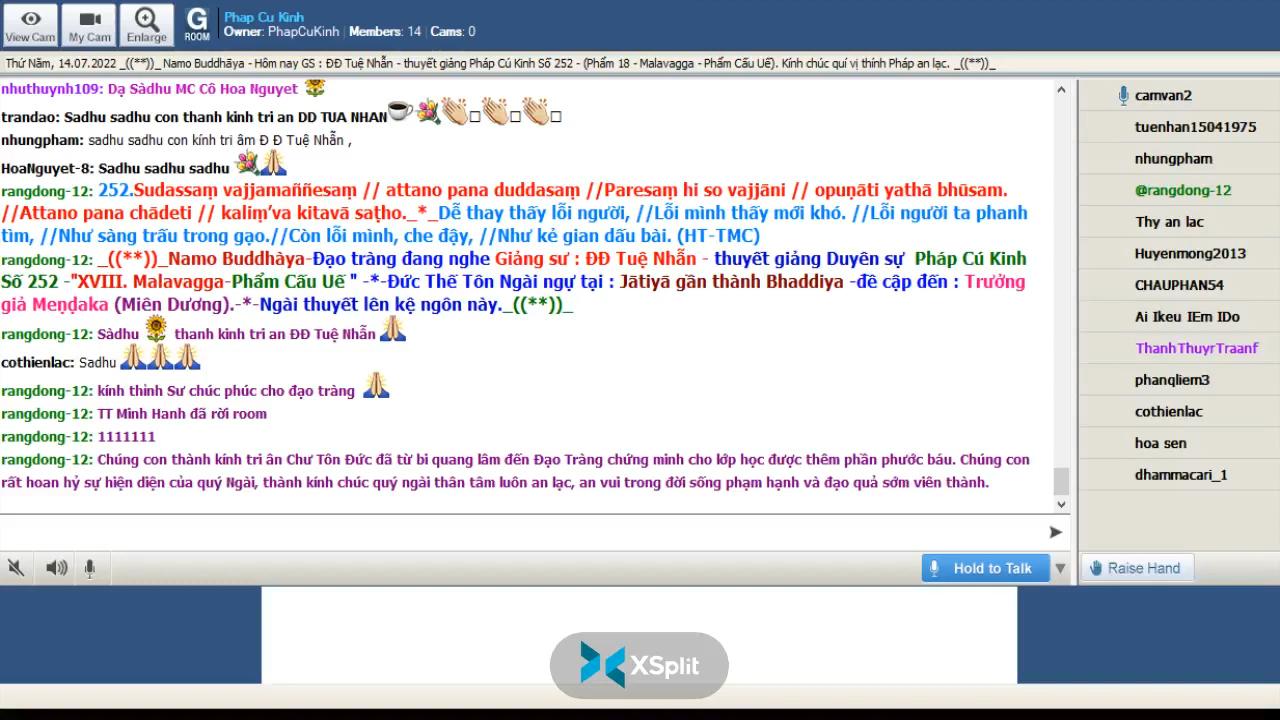 View Cam
My Cam
Enlarge
G
ROOM
Phap Cu Kinh
Owner: PhapCuKinh | Members: 14 | Cams: 0
Thứ Năm, 14.07.2022 _((**))_ Namo Buddhāya - Hôm nay GS : ĐĐ Tuệ Nhẫn - thuyết giảng Pháp Cú Kinh Số 252 - (Phẩm 18 - Malavagga - Phẩm Cấu Uế). Kính chúc quí vị thính Pháp an lạc. _((**))_
nhuthuynh109: Dạ Sàdhu MC Cô Hoa Nguyet
trandao: Sadhu sadhu con thanh kinh tri an DD TUA NHAN
nhungpham: sadhu sadhu con kính tri âm Đ Đ Tuệ Nhẫn ,
HoaNguyet-8: Sadhu sadhu sadhu
rangdong-12: 252.Sudassaṃ vajjamaññesaṃ // attano pana duddasaṃ //Paresaṃ hi so vajjāni // opuṇāti yathā bhūsam.
//Attano pana chādeti // kaliṃ’va kitavā saṭho._*_Dễ thay thấy lỗi người, //Lỗi mình thấy mới khó. //Lỗi người ta phanh
tìm, //Như sàng trấu trong gạo.//Còn lỗi mình, che đậy, //Như kẻ gian dấu bài. (HT-TMC)
rangdong-12: _((**))_Namo Buddhàya-Đạo tràng đang nghe Giảng sư : ĐĐ Tuệ Nhẫn - thuyết giảng Duyên sự Pháp Cú Kinh
Số 252 -"XVIII. Malavagga-Phẩm Cấu Uế " -*-Đức Thế Tôn Ngài ngự tại : Jātiyā gần thành Bhaddiya -đề cập đến : Trưởng
giả Meṇḍaka (Miên Dương).-*-Ngài thuyết lên kệ ngôn này._((**))_
rangdong-12: Sàdhu thanh kinh tri an ĐĐ Tuệ Nhẫn
cothienlac: Sadhu
rangdong-12: kính thỉnh Sư chúc phúc cho đạo tràng
rangdong-12: TT Minh Hanh đã rời room
rangdong-12: 1111111
rangdong-12: Chúng con thành kính tri ân Chư Tôn Đức đã từ bi quang lâm đến Đạo Tràng chứng minh cho lớp học được thêm phần phước báu. Chúng con
rất hoan hỷ sự hiện diện của quý Ngài, thành kính chúc quý ngài thân tâm luôn an lạc, an vui trong đời sống phạm hạnh và đạo quả sớm viên thành.
camvan2
tuenhan15041975
nhungpham
@rangdong-12
Thy an lac
Huyenmong2013
CHAUPHAN54
Ai Ikeu IEm IDo
ThanhThuyrTraanf
phanqliem3
cothienlac
hoa sen
dhammacari_1
Hold to Talk
Raise Hand
XSplit